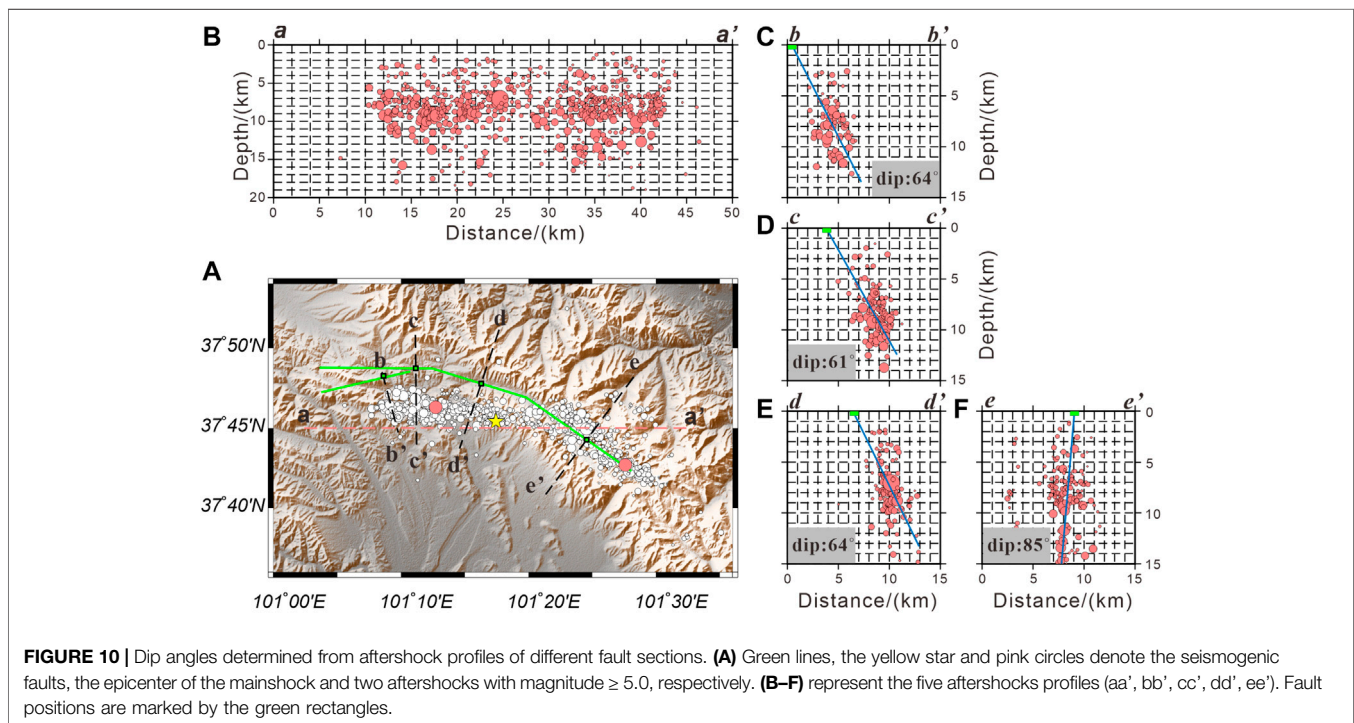 B
a
a'
0
5
10
15
20
Depth/(km)
0
5
10
15
20
25
30
35
40
45
50
Distance/(km)
C
b
b'
0
5
10
15
Depth/(km)
dip:64°
D
c
c'
0
5
10
15
Depth/(km)
dip:61°
A
37°50'N
37°45'N
37°40'N
101°00'E
101°10'E
101°20'E
101°30'E
a
a'
b
b'
c
c'
d
d'
e
e'
E
d
d'
dip:64°
0
5
10
15
Distance/(km)
F
e
e'
0
5
10
15
Depth/(km)
dip:85°
0
5
10
15
Distance/(km)
FIGURE 10 | Dip angles determined from aftershock profiles of different fault sections. (A) Green lines, the yellow star and pink circles denote the seismogenic
faults, the epicenter of the mainshock and two aftershocks with magnitude ≥ 5.0, respectively. (B–F) represent the five aftershocks profiles (aa', bb', cc', dd', ee'). Fault
positions are marked by the green rectangles.